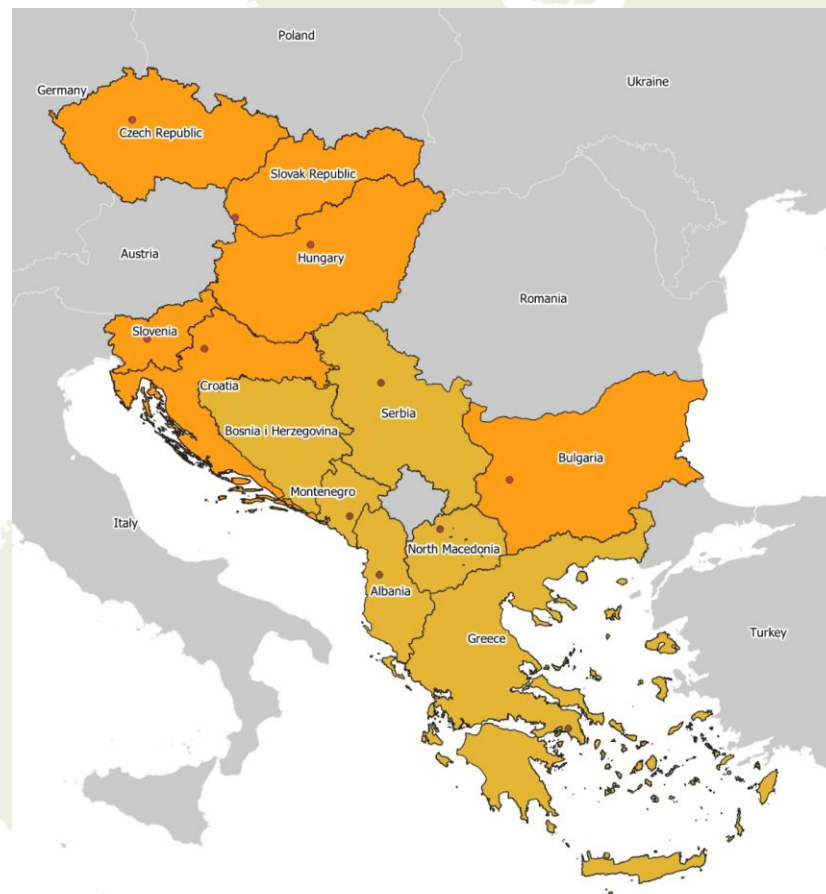 Poland
Ukraine
Germany
Czech Republic
Slovak Republic
Austria
Hungary
Romania
Slovenia
Croatia
Serbia
Bosnia i Herzegovina
Bulgaria
Montenegro
Italy
North Macedonia
Albania
Greece
Turkey